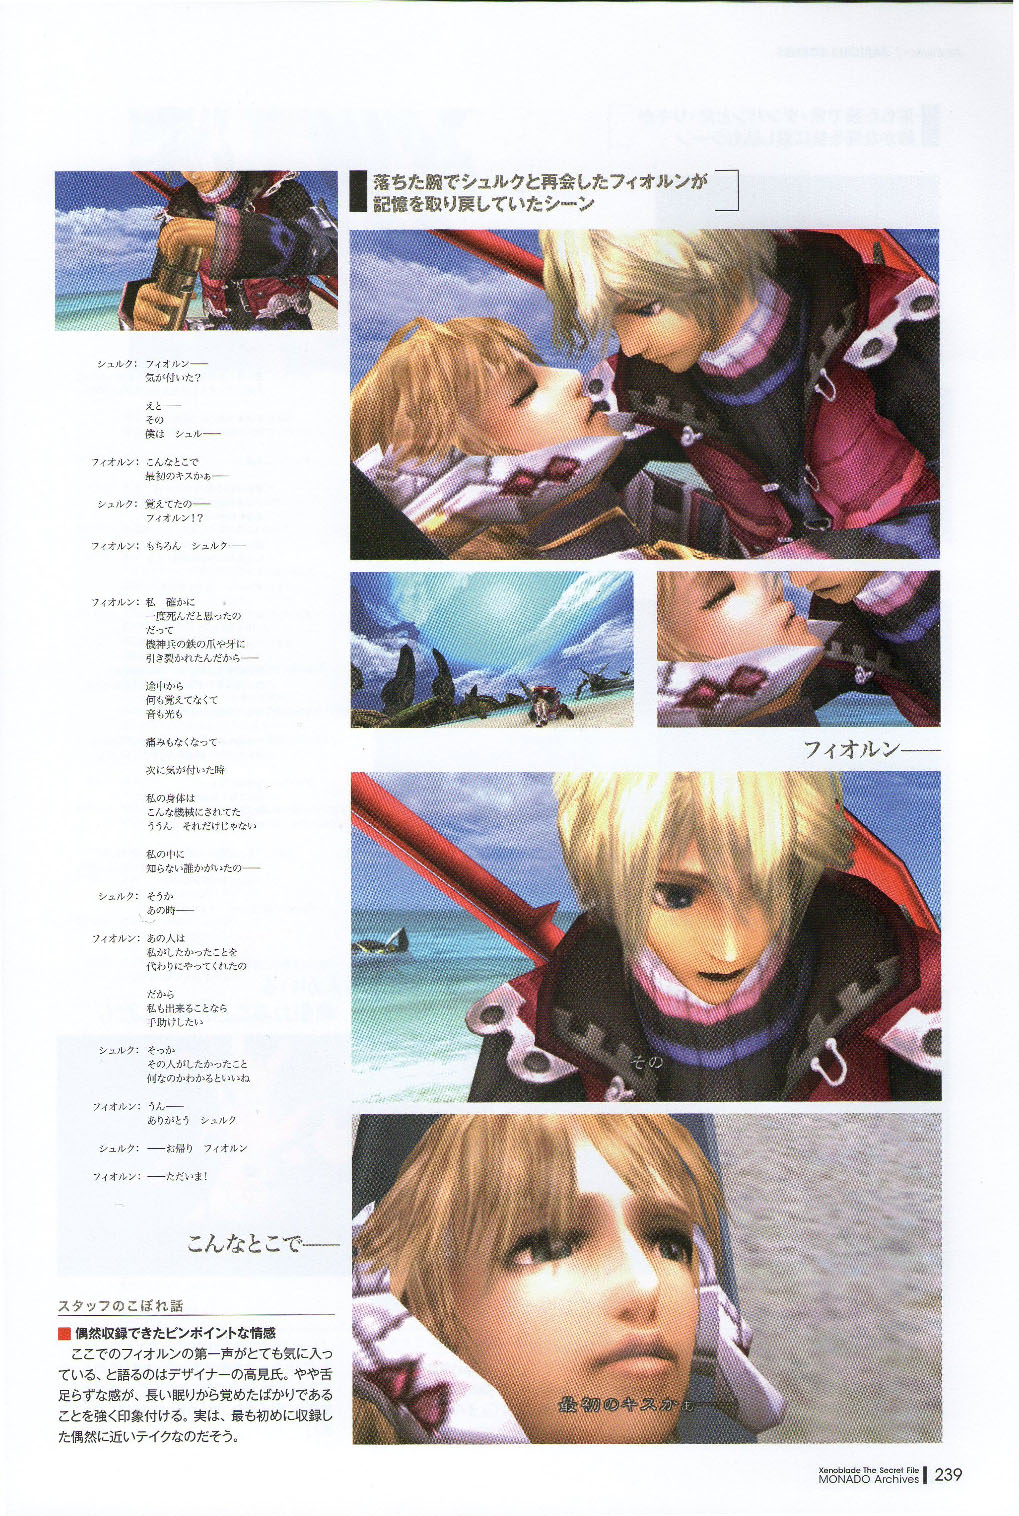 落ちた腕でシュルクと再会したフィオルンが
記憶を取り戻していたシーン
シュルク： フィオルン――
気が付いた？
えと――
その
僕は　シュル――
フィオルン： こんなとこで
最初のキスかぁ――
シュルク： 覚えてたの――
フィオルン！？
フィオルン： もちろん　シュルク――
フィオルン： 私　確かに
一度死んだと思ったの
だって
機神兵の鉄の爪や牙に
引き裂かれたんだから――
途中から
何も覚えてなくて
音も光も
痛みもなくなって
次に気が付いた時
私の身体は
こんな機械にされてた
ううん　それだけじゃない
私の中に
知らない誰かがいたの――
シュルク： そうか
あの時――
フィオルン： あの人は
私がしたかったことを
代わりにやってくれたの
だから
私も出来ることなら
手助けしたい
シュルク： そっか
その人がしたかったこと
何なのかわかるといいね
フィオルン： うん――
ありがとう　シュルク
シュルク： ――お帰り　フィオルン
フィオルン： ――ただいま！
フィオルン――
その
こんなとこで――
最初のキスかぁ――
スタッフのこぼれ話
■ 偶然収録できたピンポイントな情感
ここでのフィオルンの第一声がとても気に入っ
ている、と語るのはデザイナーの高見氏。やや舌
足らずな感が、長い眠りから覚めたばかりである
ことを強く印象付ける。実は、最も初めに収録し
た偶然に近いテイクなのだそう。
Xenoblade The Secret File
MONADO Archives
239